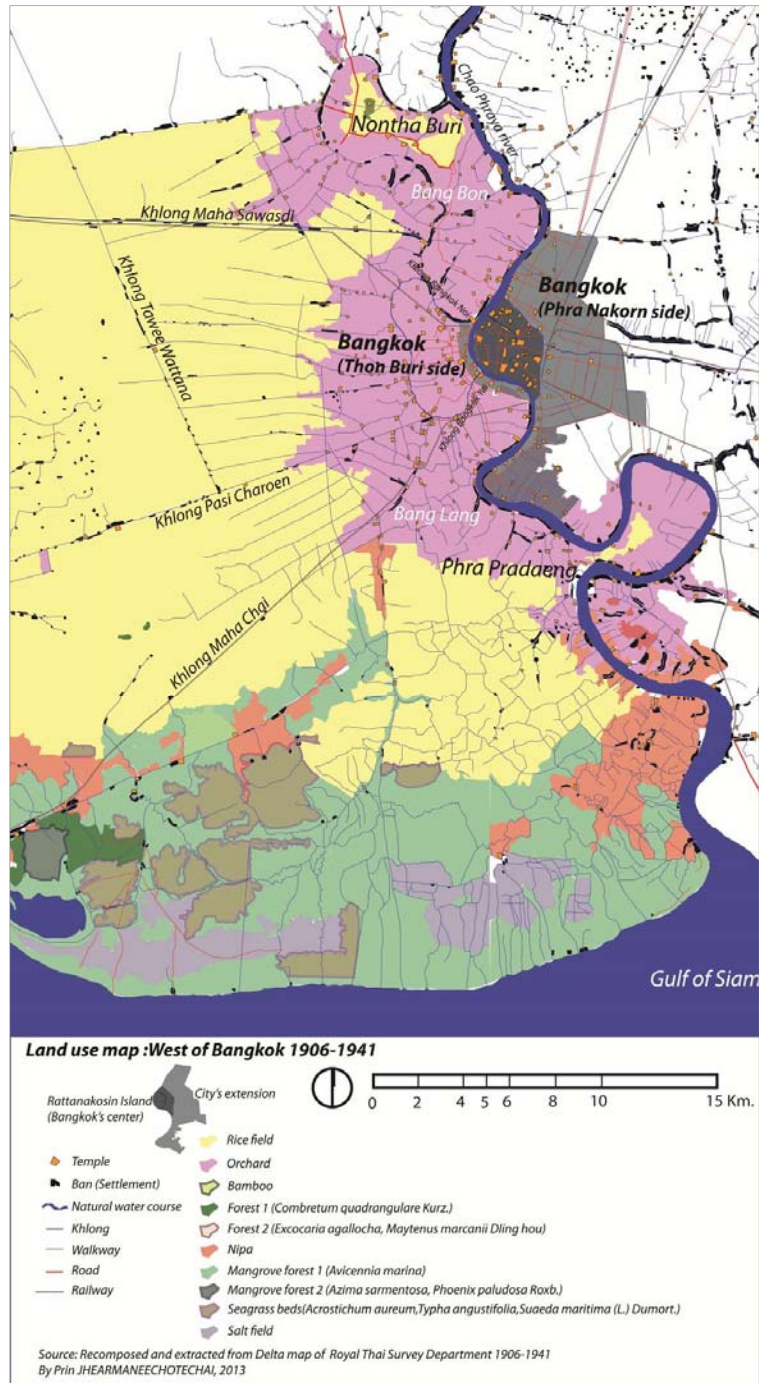 Chao Phraya river
Nontha Buri
Bang Bon
Khlong Maha Sawasdi
Khlong Tawee Wattana
Khlong Bangkok Noi
Bangkok
(Phra Nakorn side)
Bangkok
(Thon Buri side)
Khlong Bangkok
Khlong Pasi Charoen
Bang Lang
Phra Pradaeng
Khlong Maha Chai
Gulf of Siam
Land use map :West of Bangkok 1906-1941
Rattanakosin Island
(Bangkok's center)
City's extension
0 2 4 5 6 8 10 15 Km.
Temple
Ban (Settlement)
Natural water course
Khlong
Walkway
Road
Railway
Rice field
Orchard
Bamboo
Forest 1 (Combretum quadrangulare Kurz.)
Forest 2 (Excocaria agallocha, Maytenus marcanii Dling hou)
Nipa
Mangrove forest 1 (Avicennia marina)
Mangrove forest 2 (Azima sarmentosa, Phoenix paludosa Roxb.)
Seagrass beds(Acrostichum aureum,Typha angustifolia,Suaeda maritima (L.) Dumort.)
Salt field
Source: Recomposed and extracted from Delta map of Royal Thai Survey Department 1906-1941
By Prin JHEARMANEECHOTECHAI, 2013